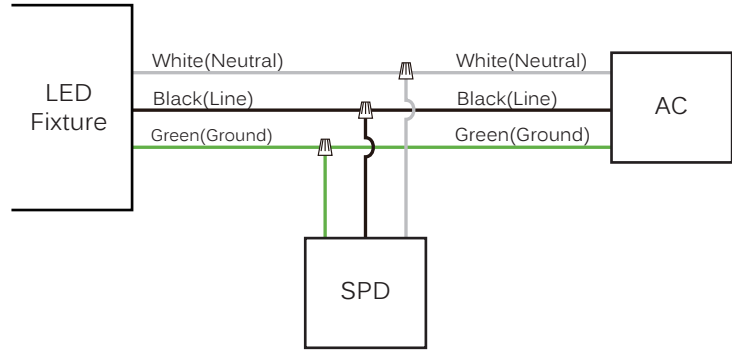 White(Neutral)
White(Neutral)
LED
Fixture
Black(Line)
Black(Line)
AC
Green(Ground)
Green(Ground)
SPD